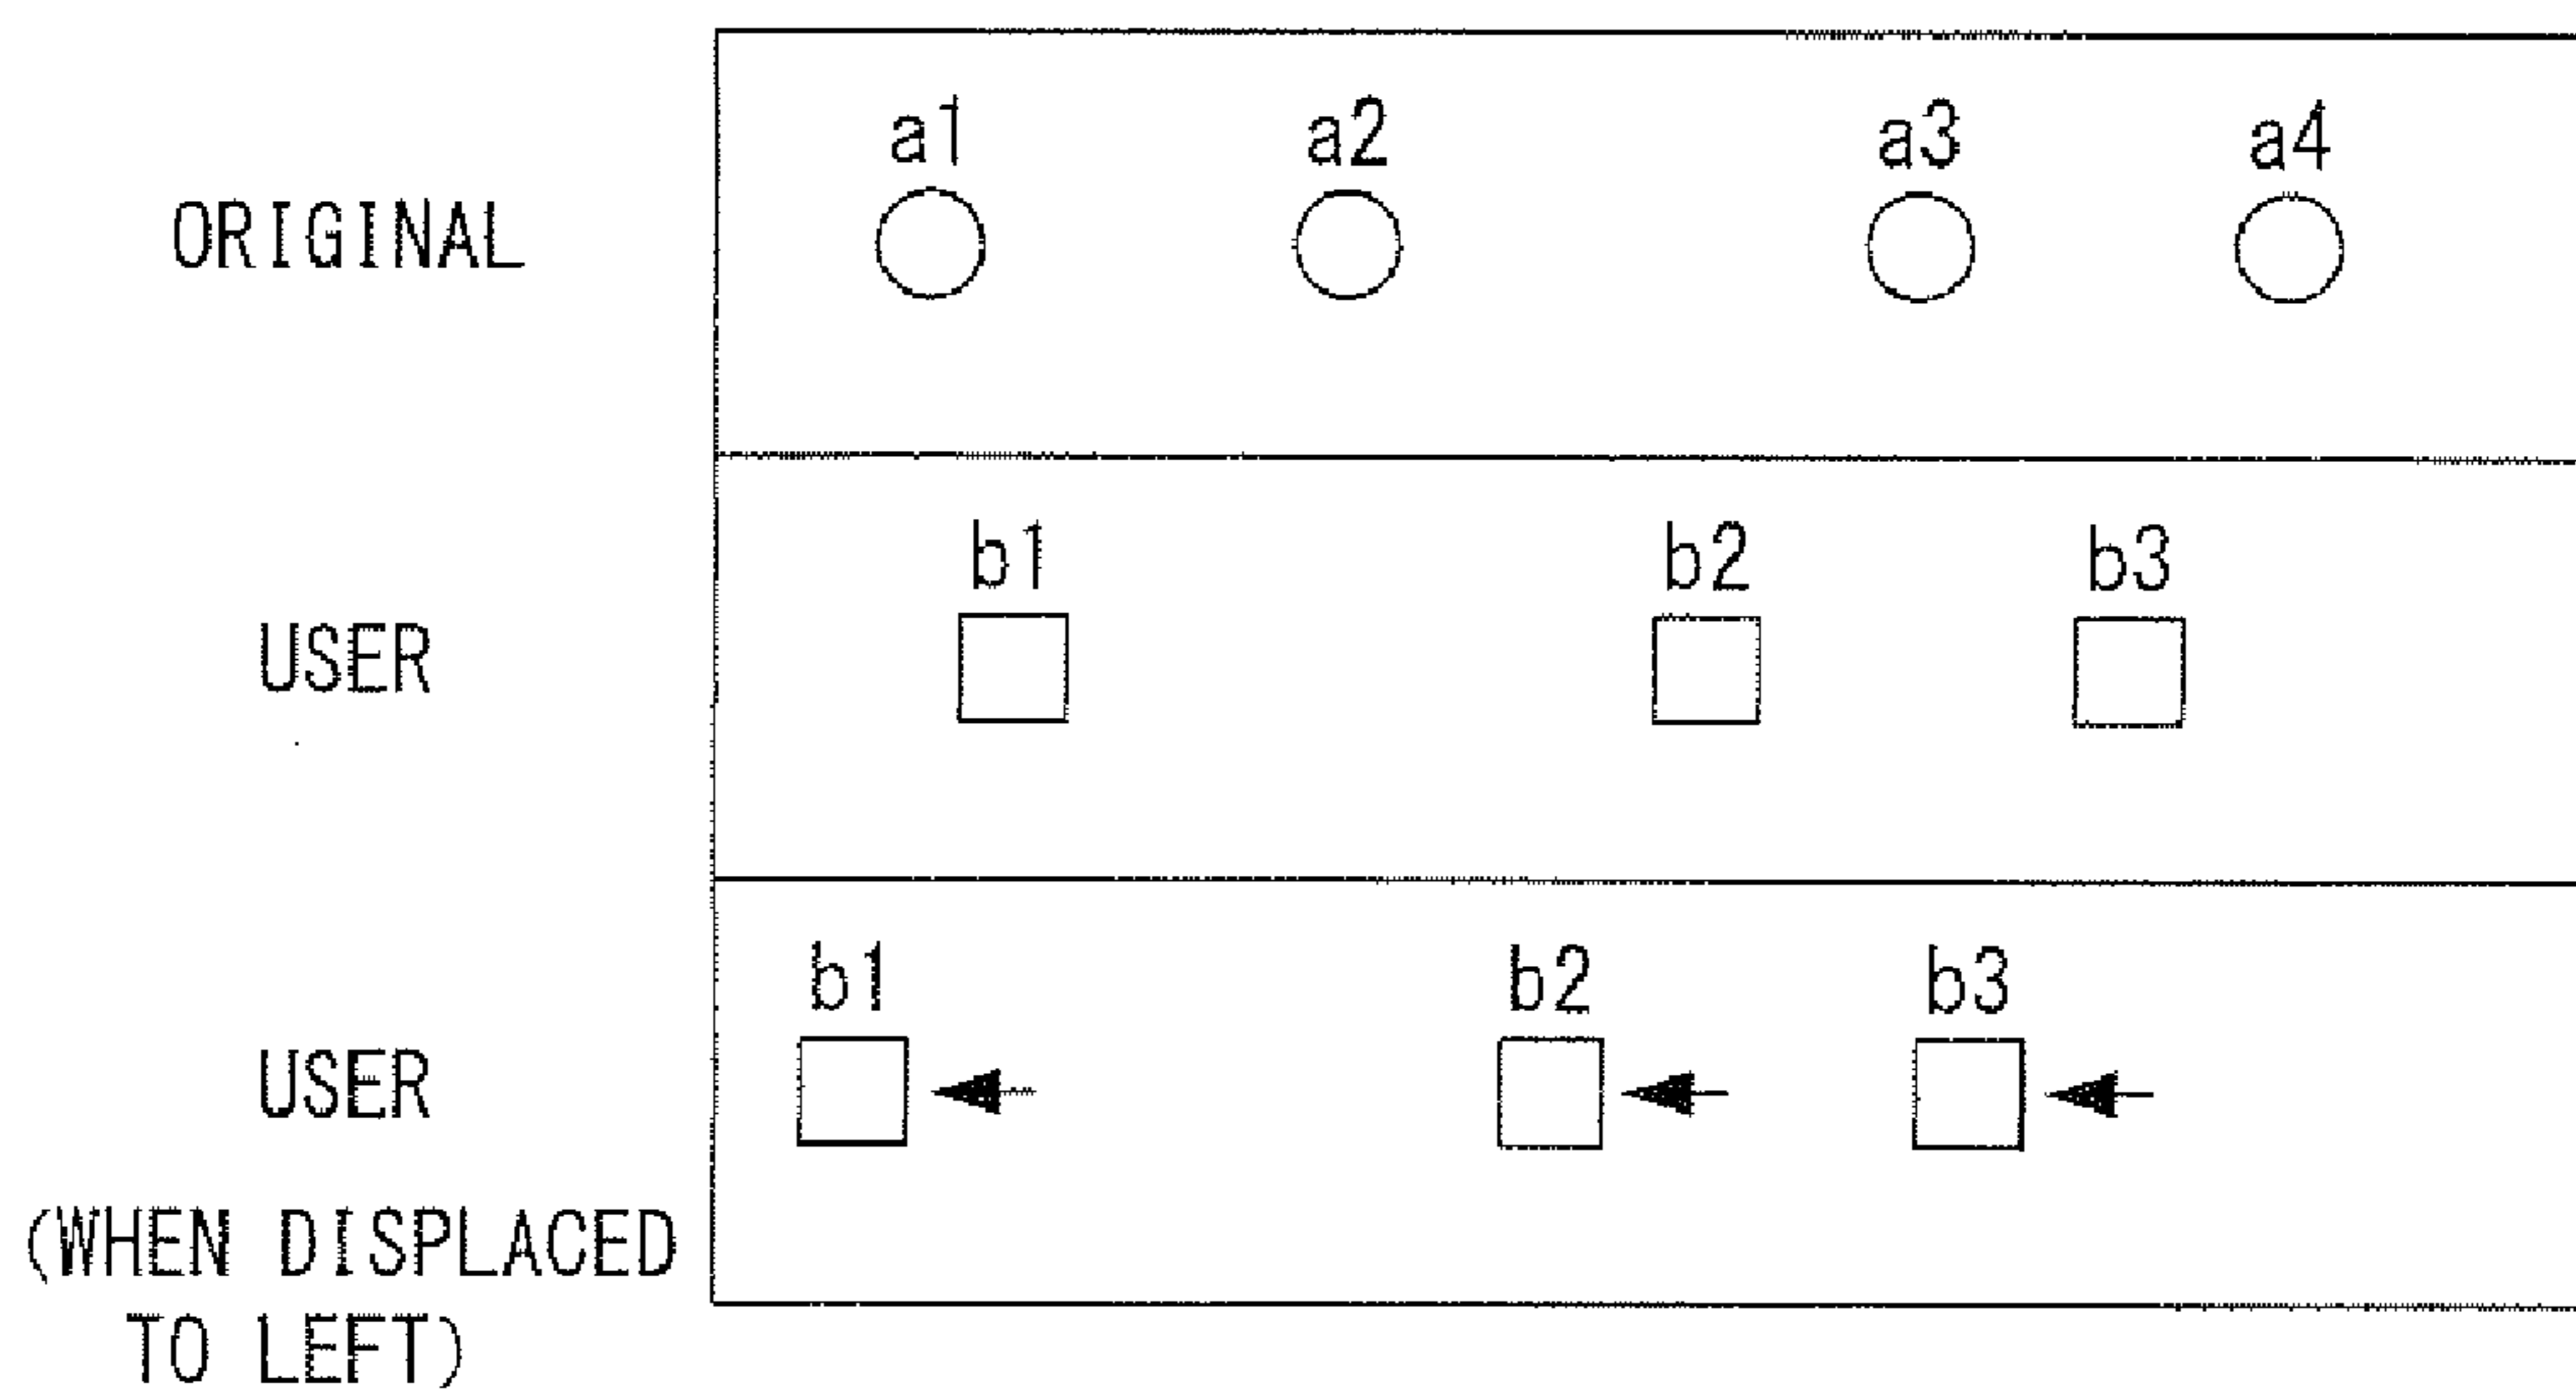 a1 a2 a3 a4
ORIGINAL
b1 b2 b3
USER
b1 b2 b3
USER
(WHEN DISPLACED
TO LEFT)